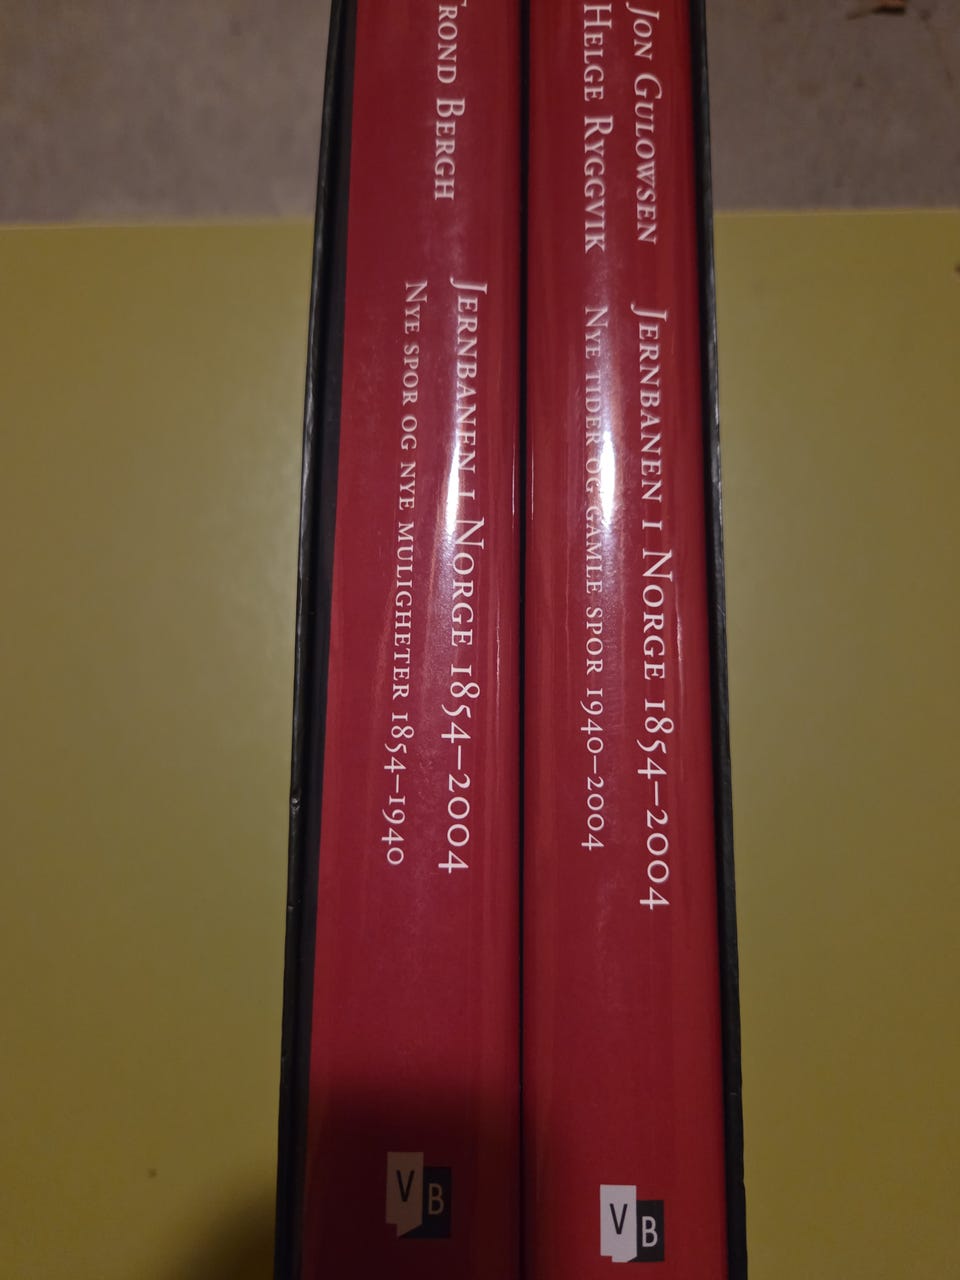 Trond Bergh
Jernbanen i Norge 1854–2004
Nye spor og nye muligheter 1854–1940
VB
Jon Gulowsen
Helge Ryggvik
Jernbanen i Norge 1854–2004
Nye tider og gamle spor 1940–2004
VB